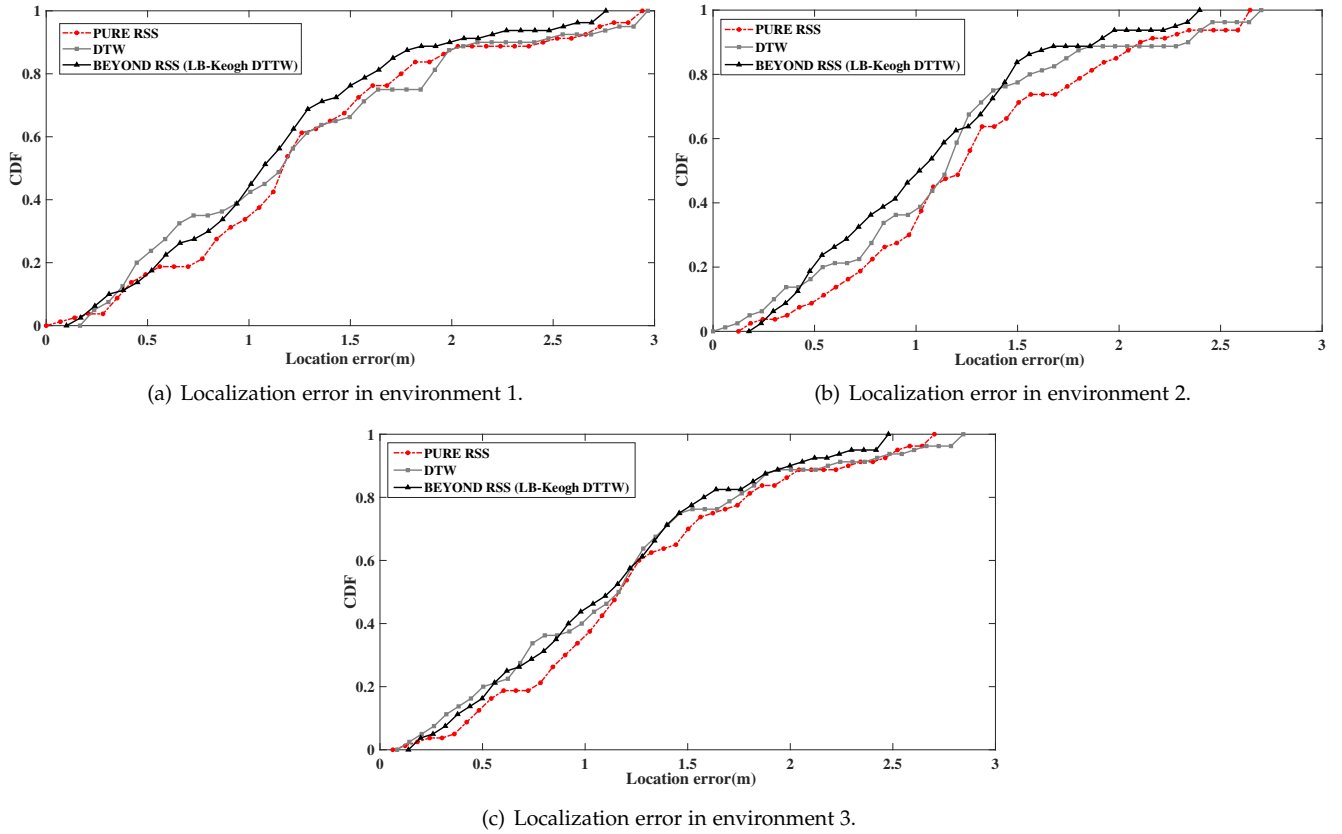 1
0.8
0.6
0.4
0.2
0
CDF
PURE RSS
DTW
BEYOND RSS (LB-Keogh DTTW)
0
0.5
1
1.5
2
2.5
3
Location error(m)
(a) Localization error in environment 1.
1
0.8
0.6
0.4
0.2
0
CDF
PURE RSS
DTW
BEYOND RSS (LB-Keogh DTTW)
0
0.5
1
1.5
2
2.5
3
Location error(m)
(b) Localization error in environment 2.
1
0.8
0.6
0.4
0.2
0
CDF
PURE RSS
DTW
BEYOND RSS (LB-Keogh DTTW)
0
0.5
1
1.5
2
2.5
3
Location error(m)
(c) Localization error in environment 3.